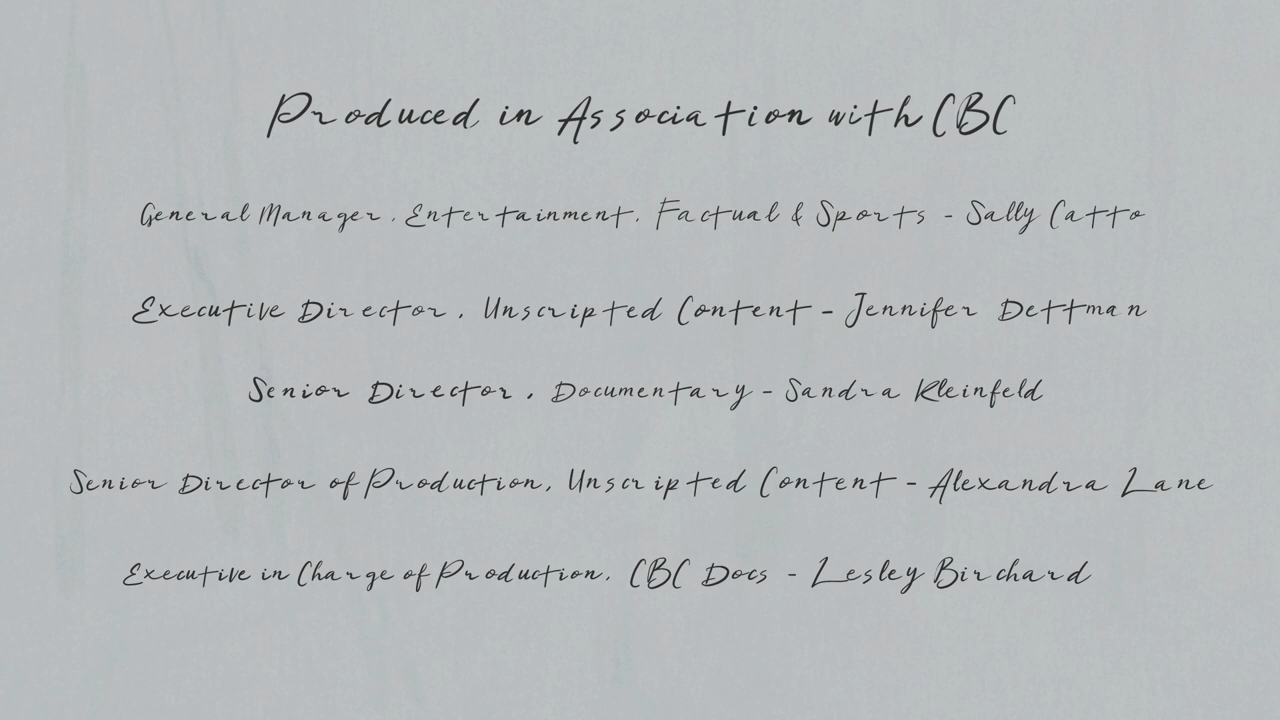 Produced in Association with CBC
General Manager, Entertainment, Factual & Sports - Sally Catto
Executive Director, Unscripted Content - Jennifer Dettman
Senior Director, Documentary - Sandra Kleinfeld
Senior Director of Production, Unscripted Content - Alexandra Lane
Executive in Charge of Production, CBC Docs - Lesley Birchard